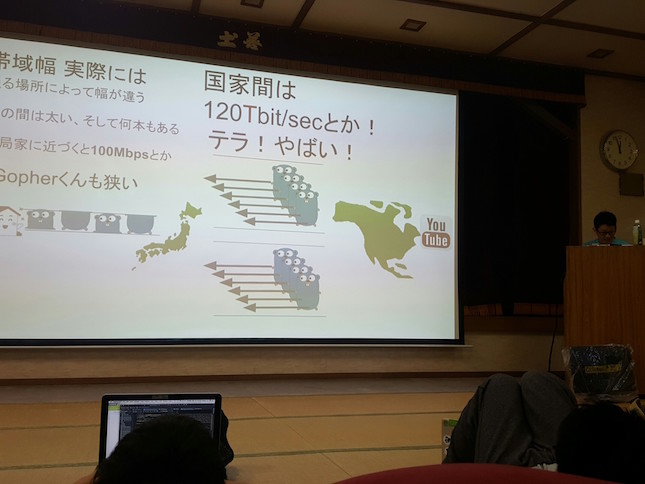 帯域幅 実際には
る場所によって幅が違う
の間は太い、そして何本もある
局家に近づくと100Mbpsとか
Gopherくんも狭い
国家間は
120Tbit/secとか！
テラ！やばい！
You
Tube